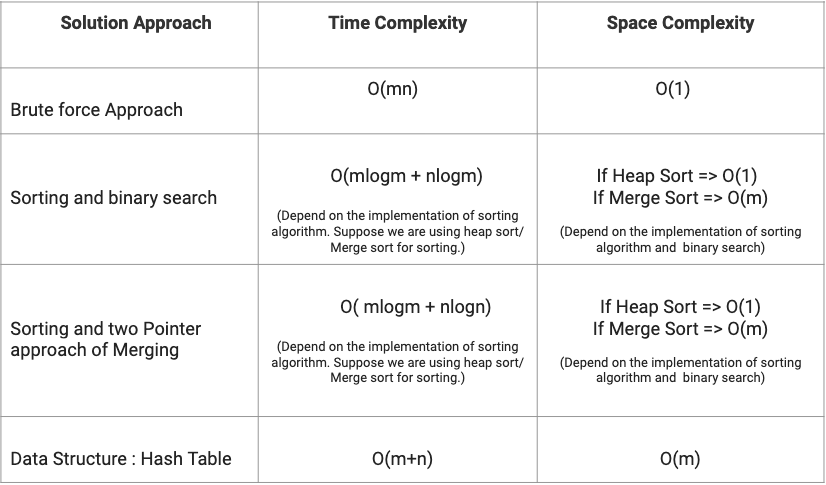 Solution Approach
Time Complexity
Space Complexity
Brute force Approach
O(mn)
O(1)
Sorting and binary search
O(mlogm + nlogm)
(Depend on the implementation of sorting
algorithm. Suppose we are using heap sort/
Merge sort for sorting.)
If Heap Sort => O(1)
If Merge Sort => O(m)
(Depend on the implementation of sorting
algorithm and binary search)
Sorting and two Pointer
approach of Merging
O( mlogm + nlogn)
(Depend on the implementation of sorting
algorithm. Suppose we are using heap sort/
Merge sort for sorting.)
If Heap Sort => O(1)
If Merge Sort => O(m)
(Depend on the implementation of sorting
algorithm and binary search)
Data Structure : Hash Table
O(m+n)
O(m)